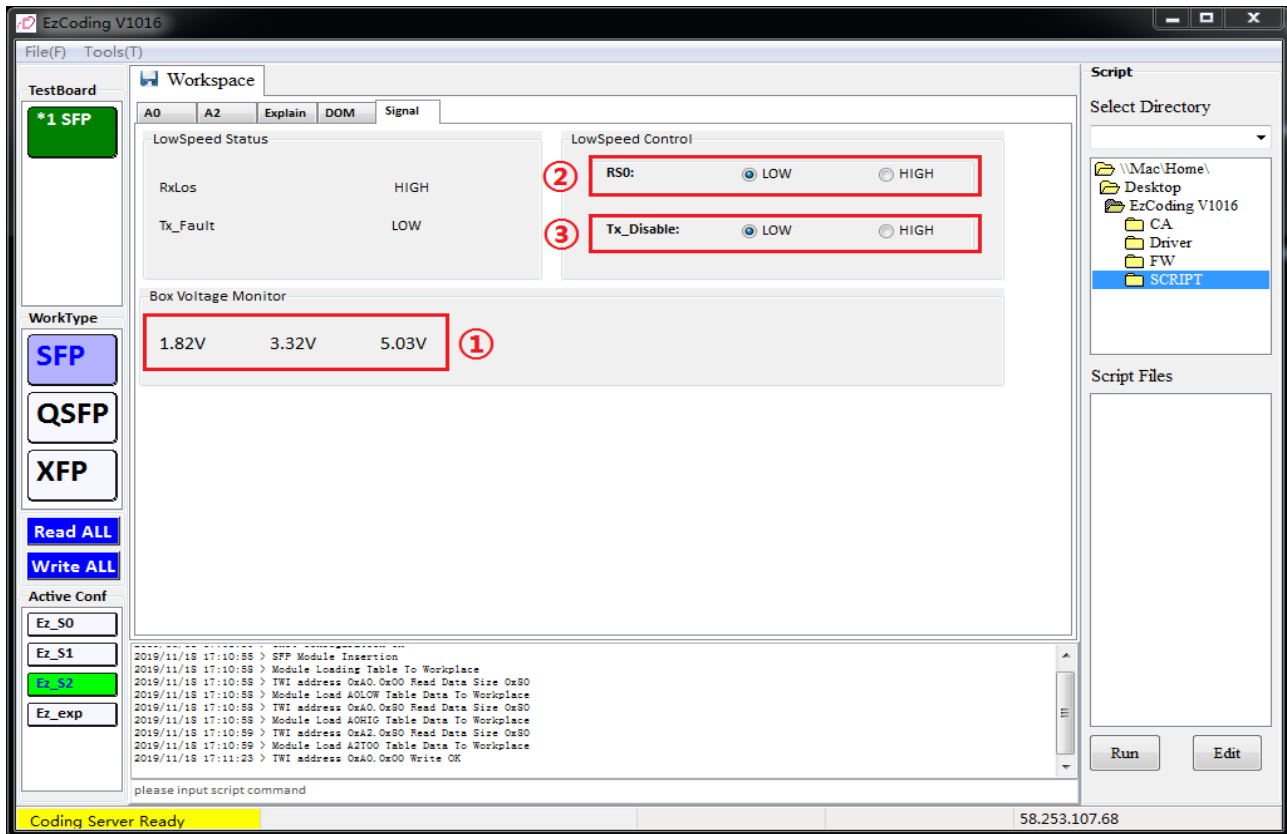 EzCoding V1016
File(F) Tools(T)
TestBoard
*1 SFP
WorkType
SFP
QSFP
XFP
Read ALL
Write ALL
Active Conf
Ez_S0
Ez_S1
Ez_S2
Ez_exp
Workspace
A0 A2 Explain DOM Signal
LowSpeed Status
RxLos HIGH
Tx_Fault LOW
LowSpeed Control
② RS0: LOW HIGH
③ Tx_Disable: LOW HIGH
Box Voltage Monitor
1.82V 3.32V 5.03V ①
2019/11/18 17:10:55 > SFP Module Insertion
2019/11/18 17:10:58 > Module Loading Table To Workplace
2019/11/18 17:10:58 > TWI address 0xA0. 0x00 Read Data Size 0x80
2019/11/18 17:10:58 > Module Load A0LOW Table Data To Workplace
2019/11/18 17:10:58 > TWI address 0xA0. 0x80 Read Data Size 0x80
2019/11/18 17:10:58 > Module Load A0HIG Table Data To Workplace
2019/11/18 17:10:59 > TWI address 0xA2. 0x80 Read Data Size 0x80
2019/11/18 17:10:59 > Module Load A2T00 Table Data To Workplace
2019/11/18 17:11:23 > TWI address 0xA0. 0x00 Write OK
please input script command
Script
Select Directory
\\Mac\Home\
Desktop
EzCoding V1016
CA
Driver
FW
SCRIPT
Script Files
Run Edit
Coding Server Ready
58.253.107.68